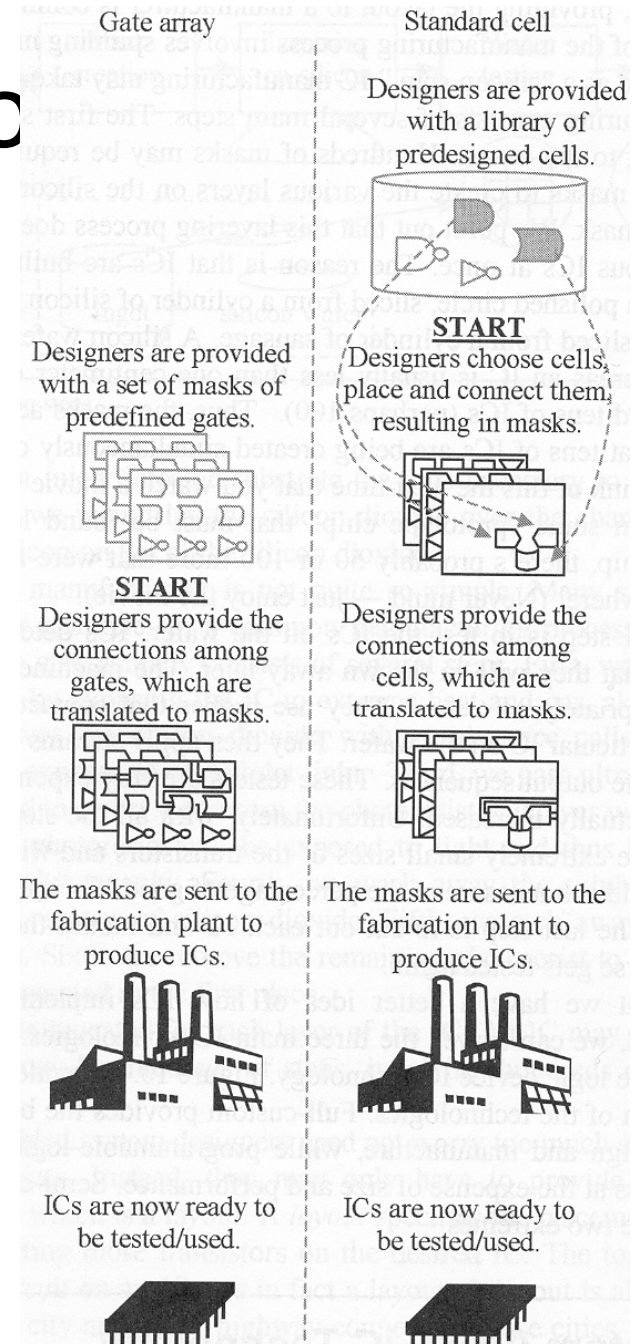 Gate array
Designers are provided
with a set of masks of
predefined gates.
START
Designers provide the
connections among
gates, which are
translated to masks.
The masks are sent to the
fabrication plant to
produce ICs.
ICs are now ready to
be tested/used.
Standard cell
Designers are provided
with a library of
predesigned cells.
START
Designers choose cells,
place and connect them,
resulting in masks.
Designers provide the
connections among
cells, which are
translated to masks.
The masks are sent to the
fabrication plant to
produce ICs.
ICs are now ready to
be tested/used.